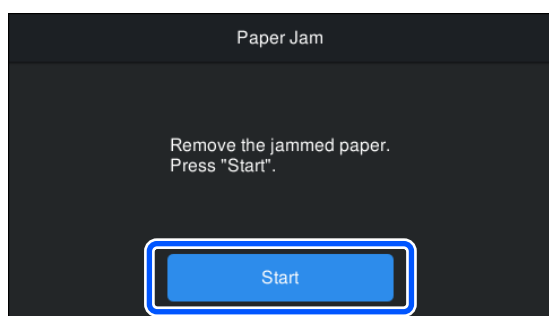 Paper Jam
Remove the jammed paper.
Press "Start".
Start